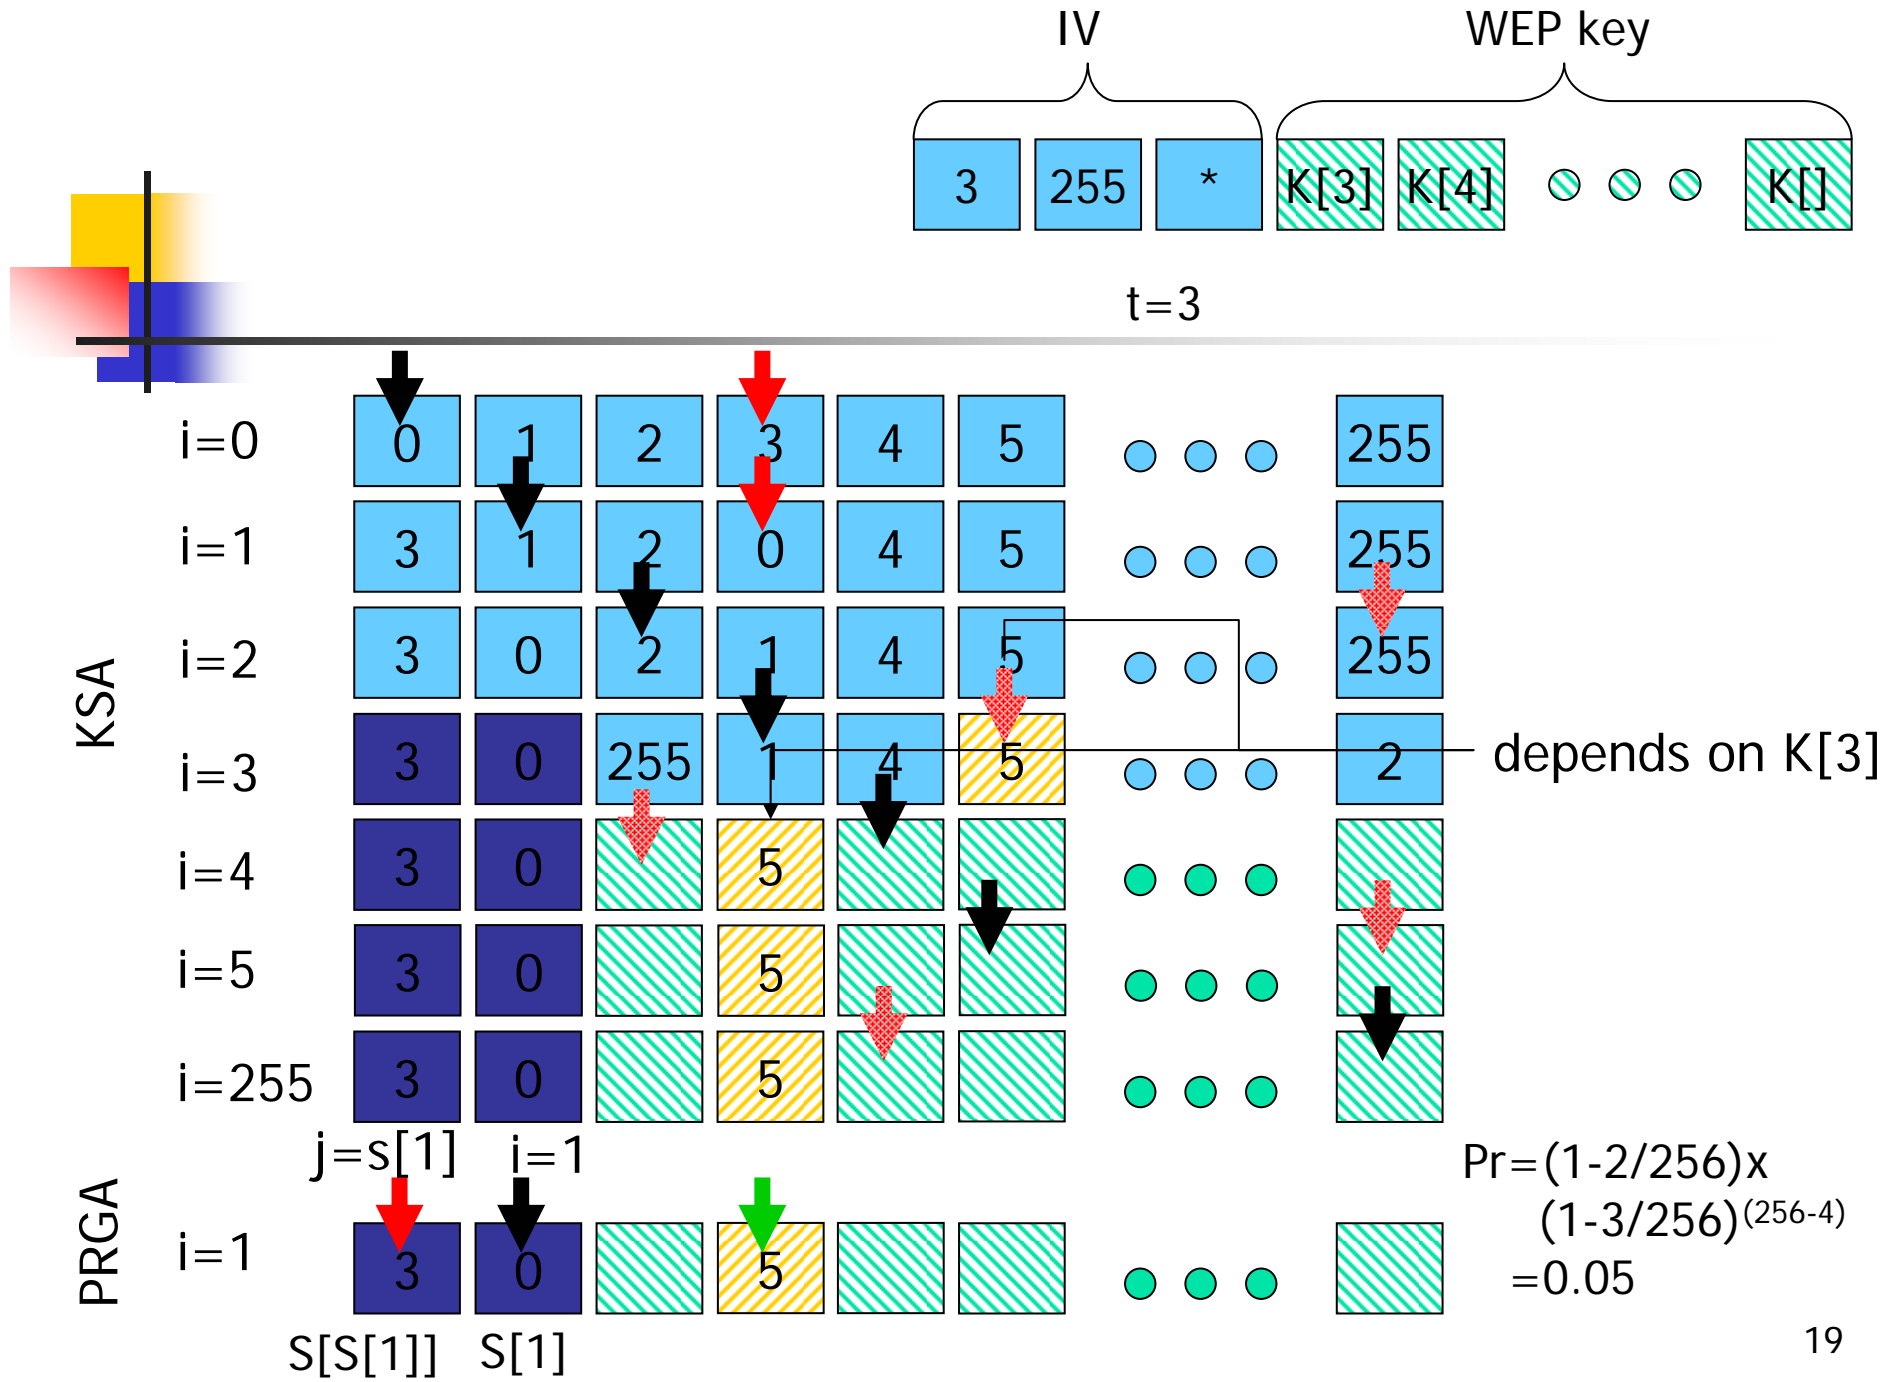 IV WEP key
3 255 * K[3] K[4] K[]
t=3
KSA
i=0 0 1 2 3 4 5 255
i=1 3 1 2 0 4 5 255
i=2 3 0 2 1 4 5 255
i=3 3 0 255 1 4 5 2 depends on K[3]
i=4 3 0 5
i=5 3 0 5
i=255 3 0 5
j=s[1] i=1
PRGA
i=1 3 0 5
S[S[1]] S[1]
Pr=(1-2/256)x
(1-3/256)(256-4)
=0.05
19